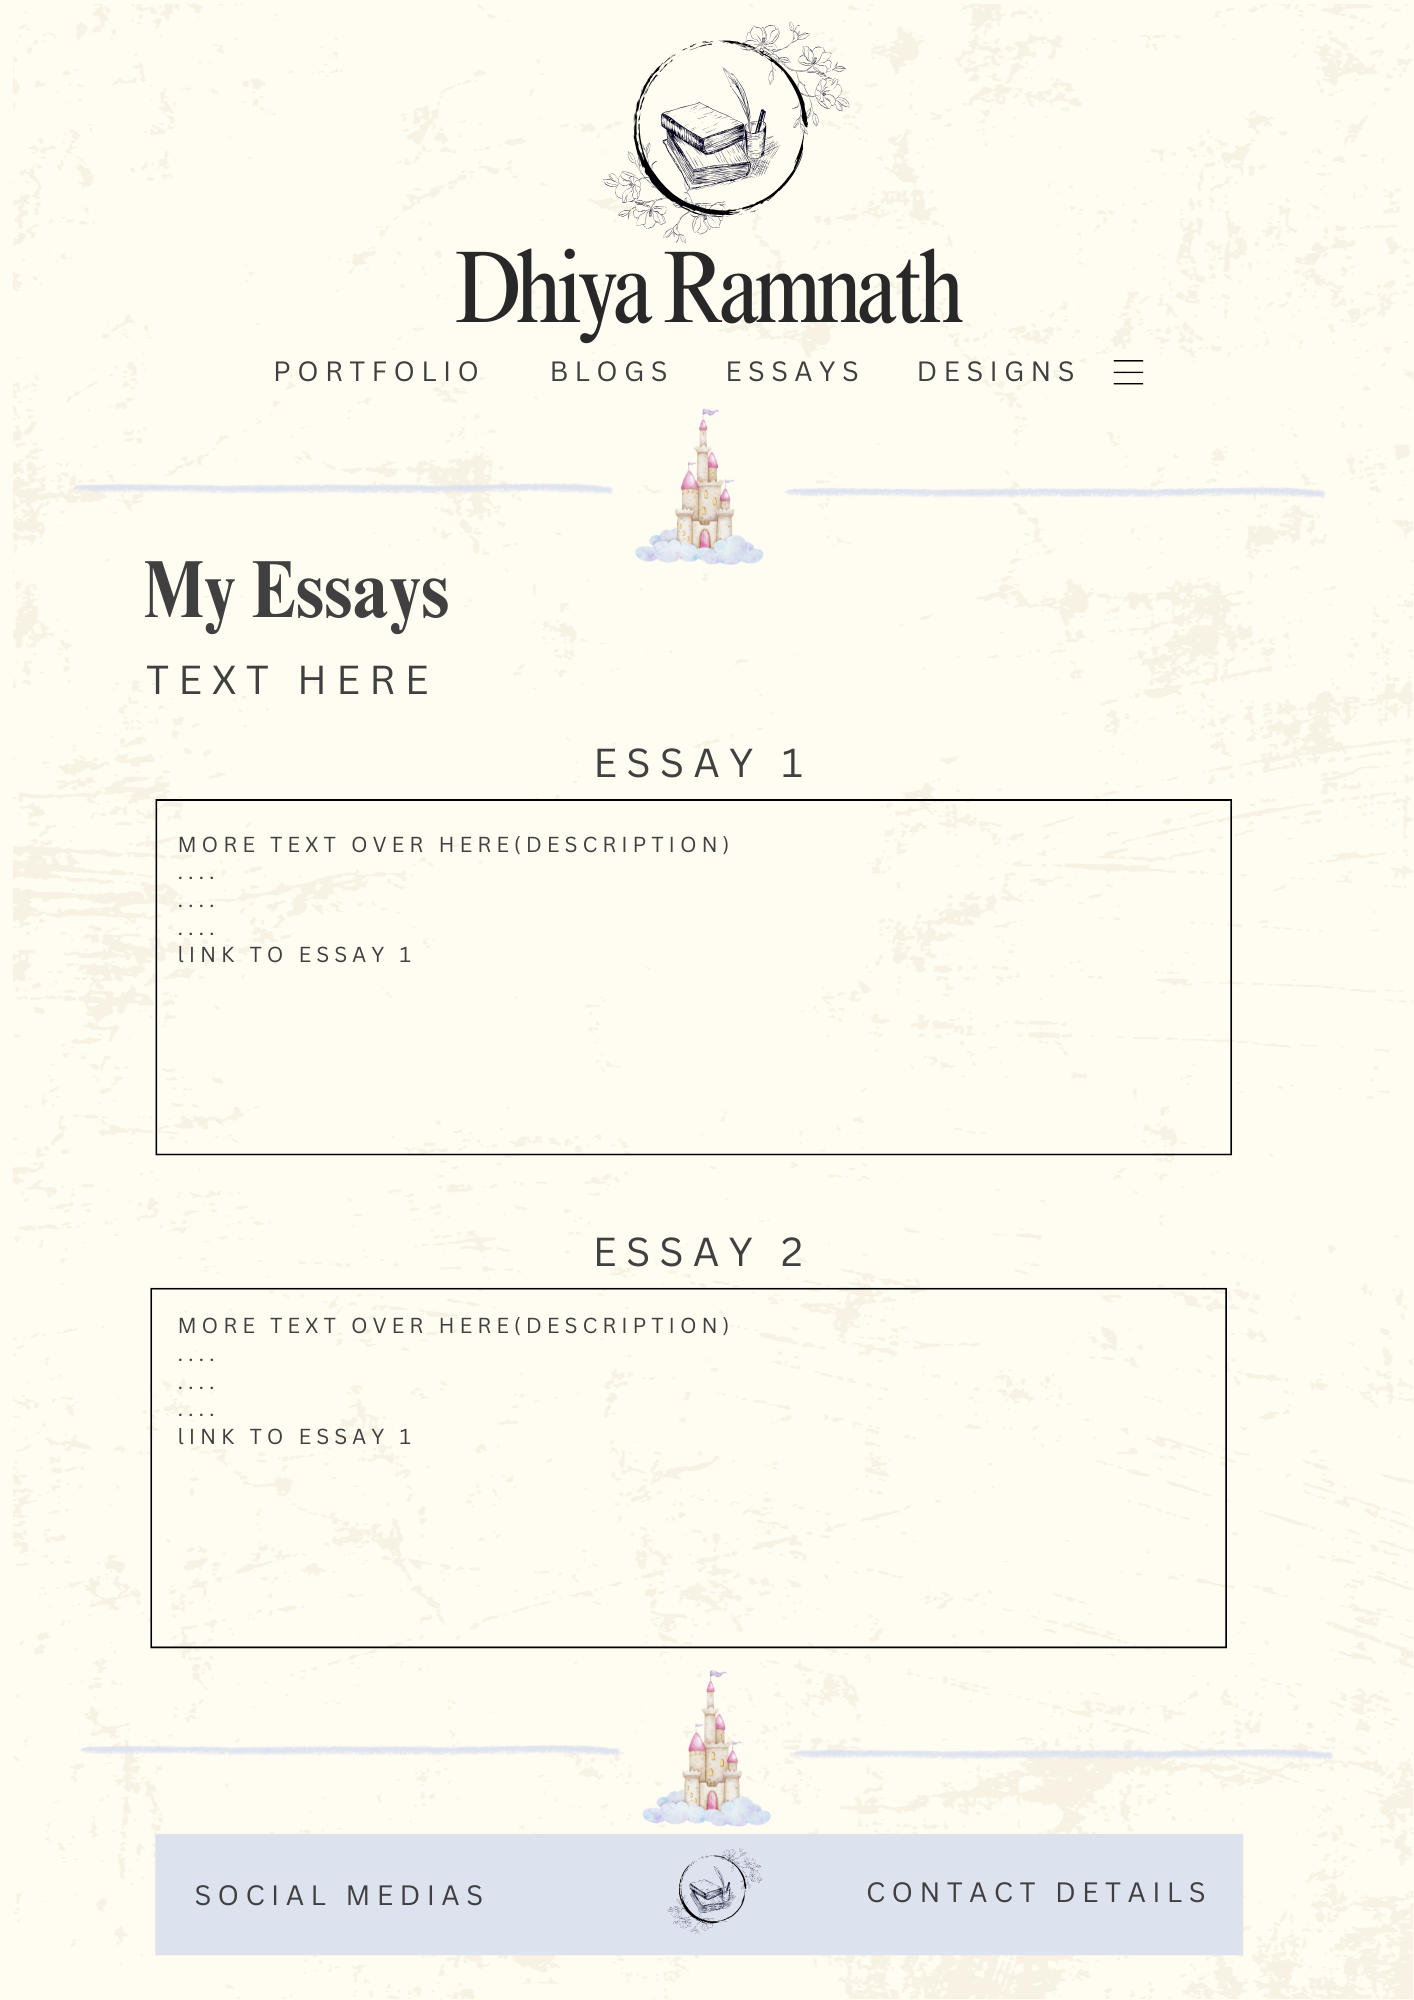 Dhiya Ramnath
PORTFOLIO BLOGS ESSAYS DESIGNS
My Essays
TEXT HERE
ESSAY 1
MORE TEXT OVER HERE(DESCRIPTION)
....
....
....
lINK TO ESSAY 1
ESSAY 2
MORE TEXT OVER HERE(DESCRIPTION)
....
....
....
lINK TO ESSAY 1
SOCIAL MEDIAS CONTACT DETAILS